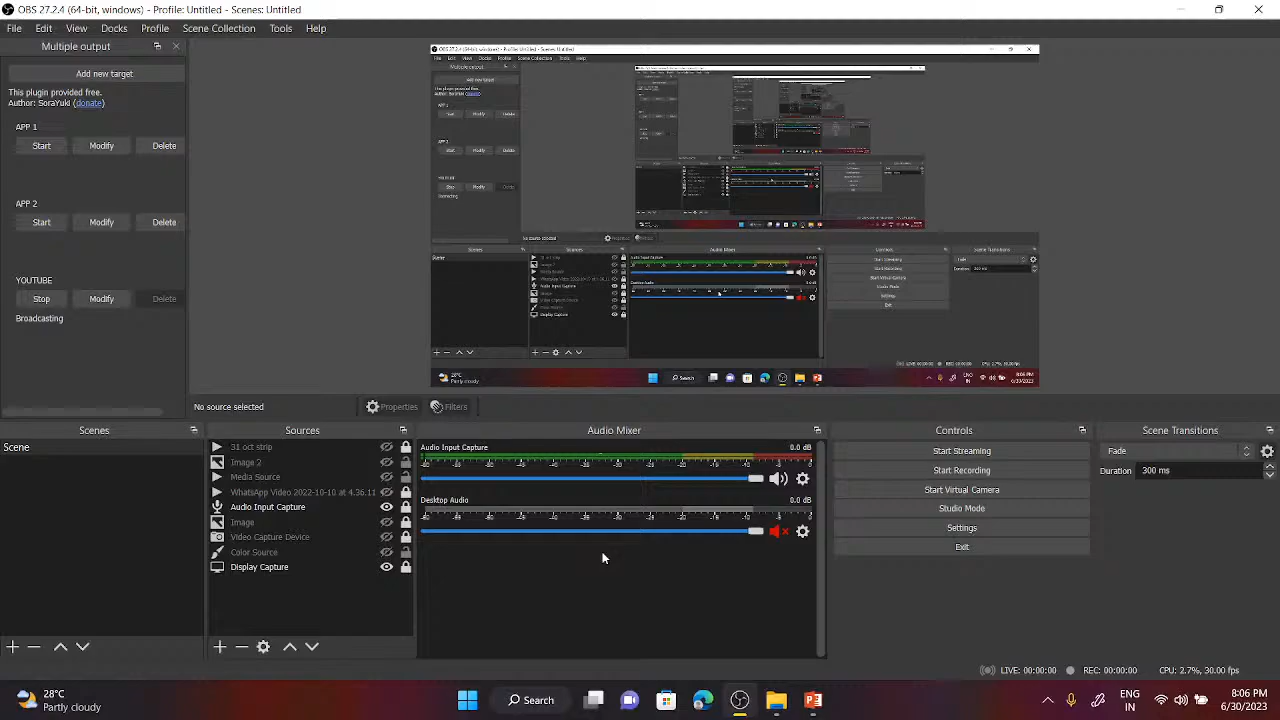 OBS 27.2.4 (64-bit, windows) - Profile: Untitled - Scenes: Untitled
File Edit View Docks Profile Scene Collection Tools Help
Multiple output
Add new target
This plugin provided free.
Author: SoraYuki
APP 1
Start Modify Delete
APP 2
Start Modify Delete
YOUTUBE
Stop Modify Delete
Broadcasting
No source selected
Properties
Filters
Scenes
Scene
Sources
31 oct strip
Image 2
Media Source
WhatsApp Video 2022-10-10 at 4.36.11
Audio Input Capture
Image
Video Capture Device
Color Source
Display Capture
Audio Mixer
Audio Input Capture 0.0 dB
Desktop Audio 0.0 dB
Controls
Start Streaming
Start Recording
Start Virtual Camera
Studio Mode
Settings
Exit
Scene Transitions
Fade
Duration 300 ms
LIVE: 00:00:00 REC: 00:00:00 CPU: 2.7%, 30.00 fps
28°C
Partly cloudy
Search
ENG
IN
8:06 PM
6/30/2023